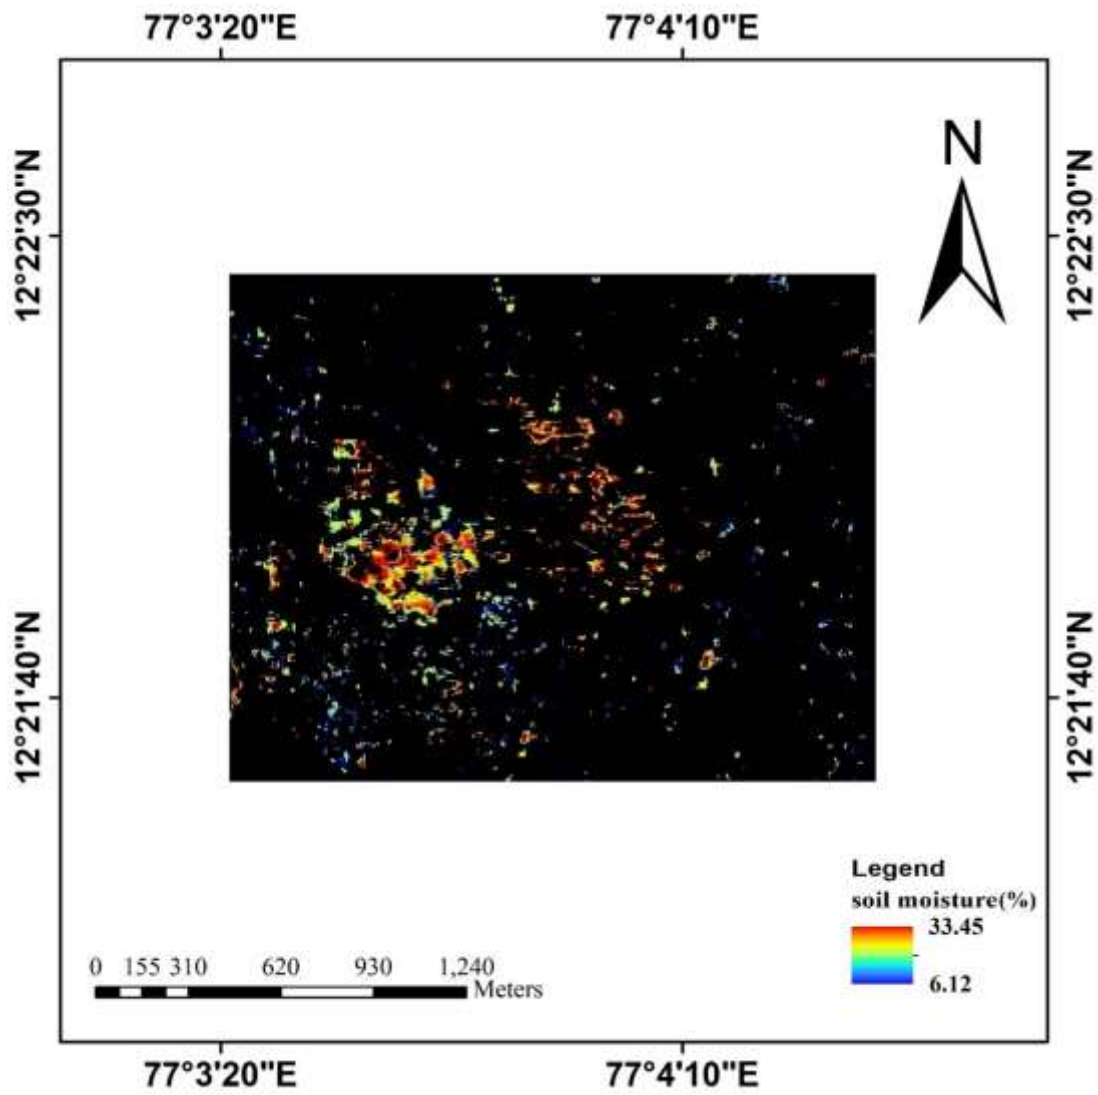 77°3'20"E 77°4'10"E
N
12°22'30"N 12°22'30"N
12°21'40"N 12°21'40"N
Legend
soil moisture(%)
33.45
6.12
0 155 310 620 930 1,240
Meters
77°3'20"E 77°4'10"E